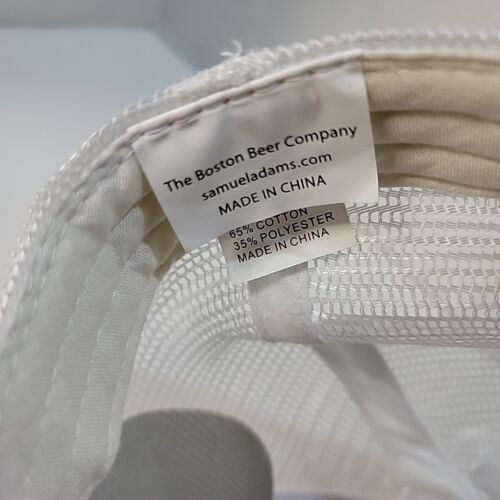 The Boston Beer Company
samueladams.com
MADE IN CHINA
65% COTTON
35% POLYESTER
MADE IN CHINA